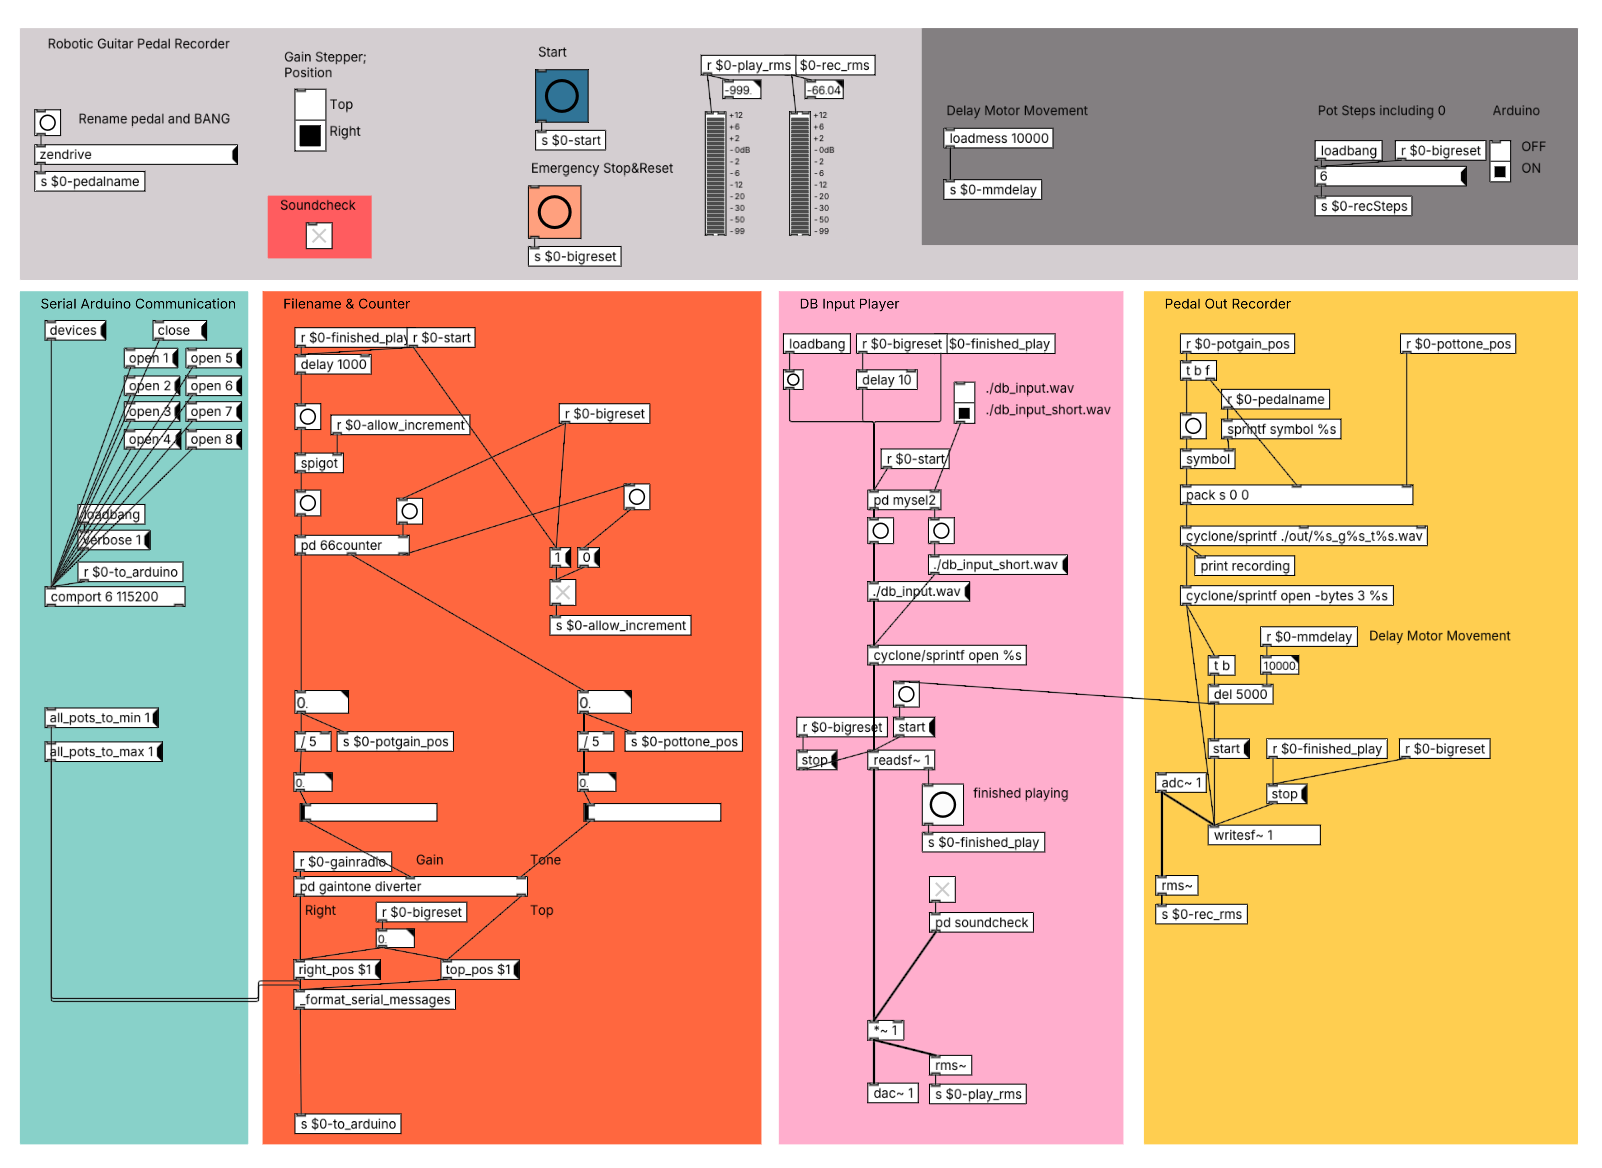 Robotic Guitar Pedal Recorder
Rename pedal and BANG
zendrive
s $0-pedalname
Gain Stepper;
Position
Top
Right
Soundcheck
Start
s $0-start
Emergency Stop&Reset
s $0-bigreset
r $0-play_rms
$0-rec_rms
-999.
-66.04
+12
+6
+2
-0dB
-2
-6
-12
-20
-30
-50
-99
+12
+6
+2
-0dB
-2
-6
-12
-20
-30
-50
-99
Delay Motor Movement
loadmess 10000
s $0-mmdelay
Pot Steps including 0
loadbang
r $0-bigreset
6
s $0-recSteps
Arduino
OFF
ON
Serial Arduino Communication
devices
close
open 1
open 5
open 2
open 6
open 3
open 7
open 4
open 8
loadbang
verbose 1
r $0-to_arduino
comport 6 115200
all_pots_to_min 1
all_pots_to_max 1
Filename & Counter
r $0-finished_play
r $0-start
delay 1000
r $0-allow_increment
r $0-bigreset
spigot
pd 66counter
1
0
s $0-allow_increment
0.
0.
/ 5
s $0-potgain_pos
/ 5
s $0-pottone_pos
0.
0.
r $0-gainradio
Gain
Tone
pd gaintone diverter
Right
r $0-bigreset
Top
0.
right_pos $1
top_pos $1
_format_serial_messages
s $0-to_arduino
DB Input Player
loadbang
r $0-bigreset
$0-finished_play
delay 10
./db_input.wav
./db_input_short.wav
r $0-start
pd mysel2
./db_input_short.wav
./db_input.wav
cyclone/sprintf open %s
r $0-bigreset
start
stop
readsf~ 1
finished playing
s $0-finished_play
pd soundcheck
*~ 1
rms~
dac~ 1
s $0-play_rms
Pedal Out Recorder
r $0-potgain_pos
r $0-pottone_pos
t b f
r $0-pedalname
sprintf symbol %s
symbol
pack s 0 0
cyclone/sprintf ./out/%s_g%s_t%s.wav
print recording
cyclone/sprintf open -bytes 3 %s
r $0-mmdelay
Delay Motor Movement
t b
10000.
del 5000
start
r $0-finished_play
r $0-bigreset
adc~ 1
stop
writesf~ 1
rms~
s $0-rec_rms